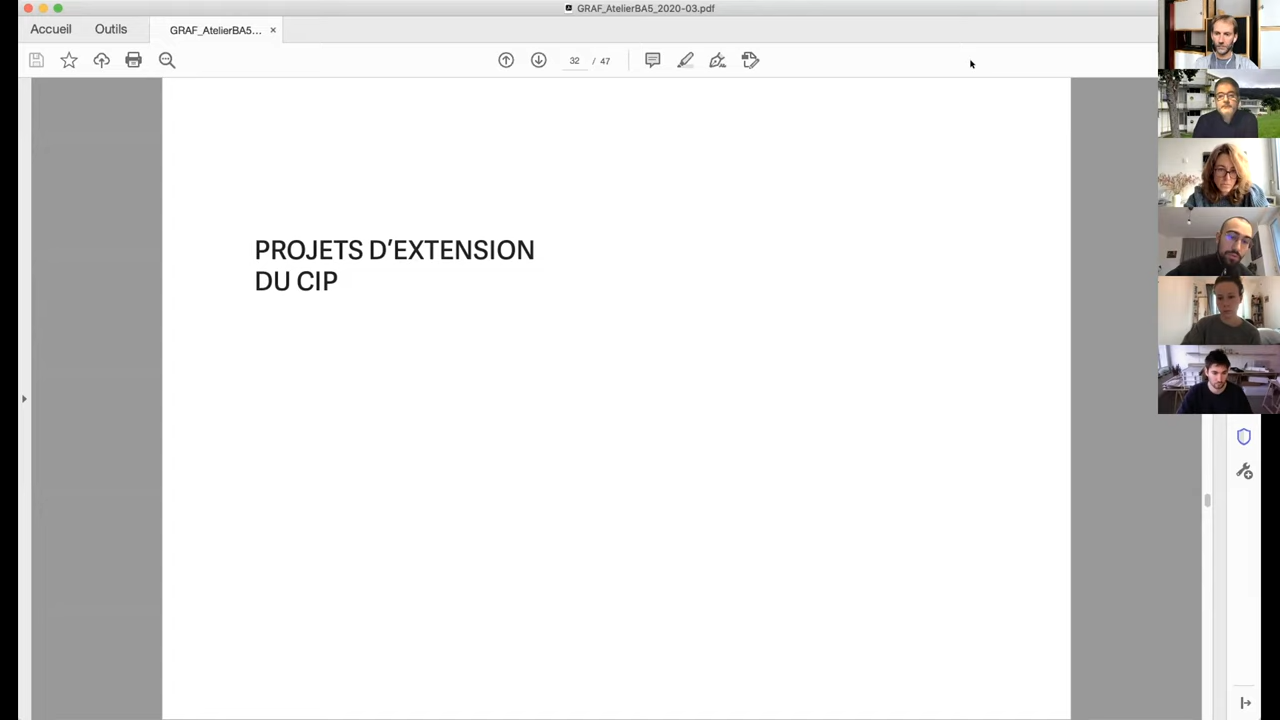 GRAF_AtelierBA5_2020-03.pdf
Accueil
Outils
GRAF_AtelierBA5...
32 / 47
PROJETS D'EXTENSION
DU CIP